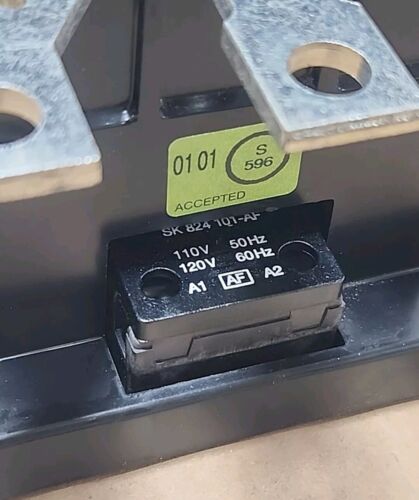 01 01 S
596
ACCEPTED
SK 824 101-AF
110V 50Hz
120V 60Hz
A1 AF A2